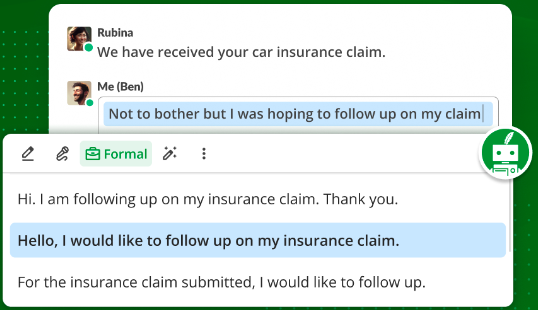 Rubina
We have received your car insurance claim.
Me (Ben)
Not to bother but I was hoping to follow up on my claim
Formal
Hi. I am following up on my insurance claim. Thank you.
Hello, I would like to follow up on my insurance claim.
For the insurance claim submitted, I would like to follow up.